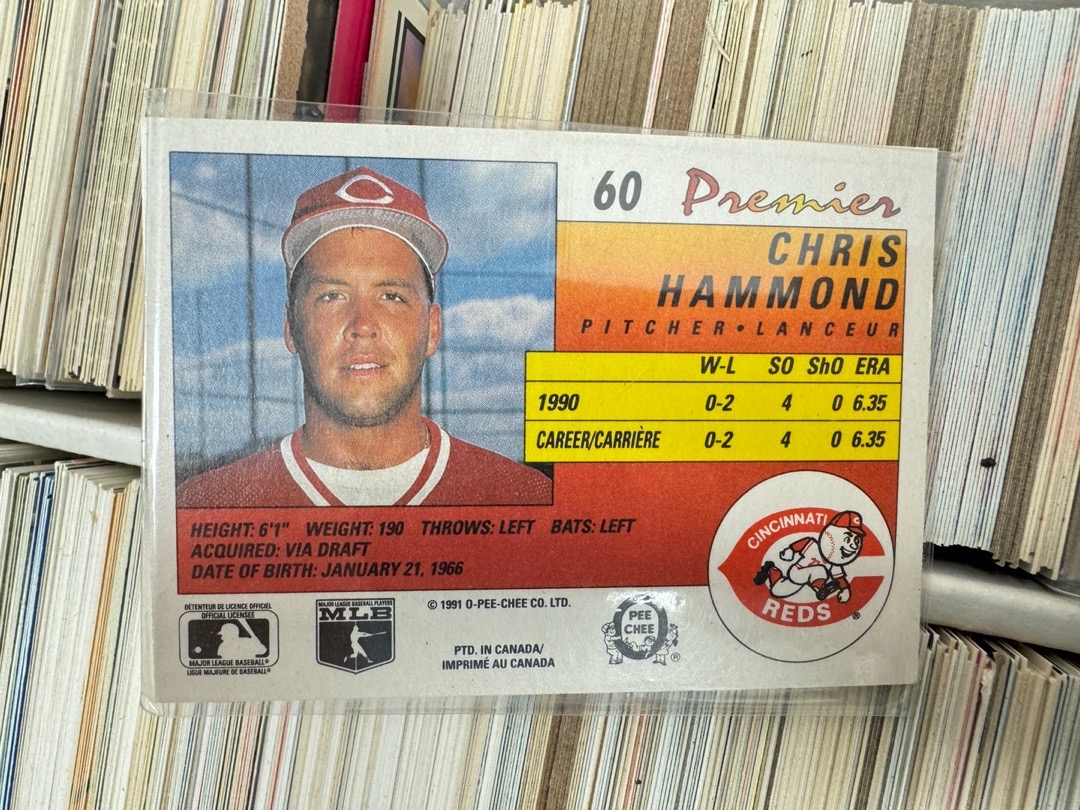 60 Premier
CHRIS
HAMMOND
PITCHER • LANCEUR
W-L SO ShO ERA
1990 0-2 4 0 6.35
CAREER/CARRIÈRE 0-2 4 0 6.35
HEIGHT: 6'1" WEIGHT: 190 THROWS: LEFT BATS: LEFT
ACQUIRED: VIA DRAFT
DATE OF BIRTH: JANUARY 21, 1966
CINCINNATI
REDS®
DÉTENTEUR DE LICENCE OFFICIEL
OFFICIAL LICENSEE
MAJOR LEAGUE BASEBALL®
LIGUE MAJEURE DE BASEBALL®
MAJOR LEAGUE BASEBALL PLAYERS
MLB
© 1991 O-PEE-CHEE CO. LTD.
PTD. IN CANADA/
IMPRIMÉ AU CANADA
PEE
CHEE
®